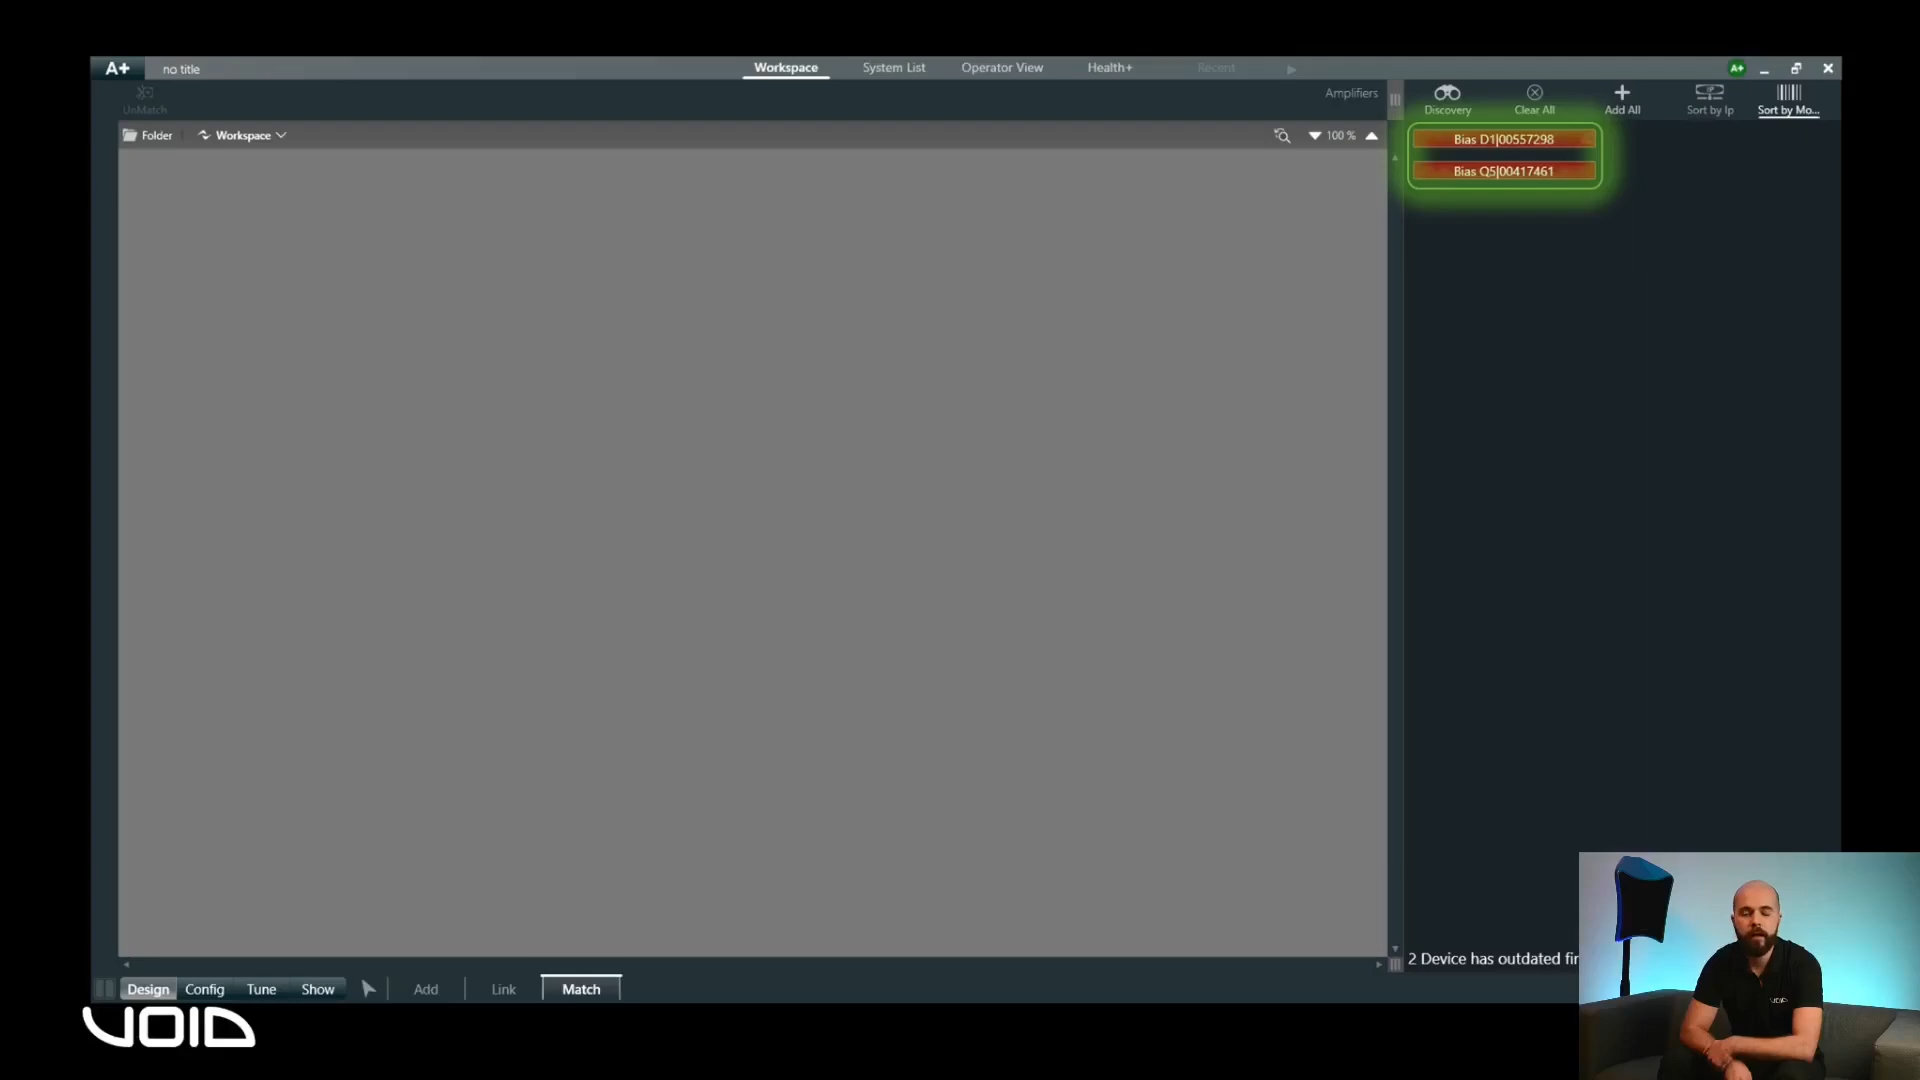 A+ no title Workspace System List Operator View Health+ Recent A+
UnMatch Amplifiers Discovery Clear All Add All Sort by Ip Sort by Mo...
Folder Workspace 100 % Bias D1|00557298
Bias Q5|00417461
2 Device has outdated
Design Config Tune Show Add Link Match
VOID
VOID